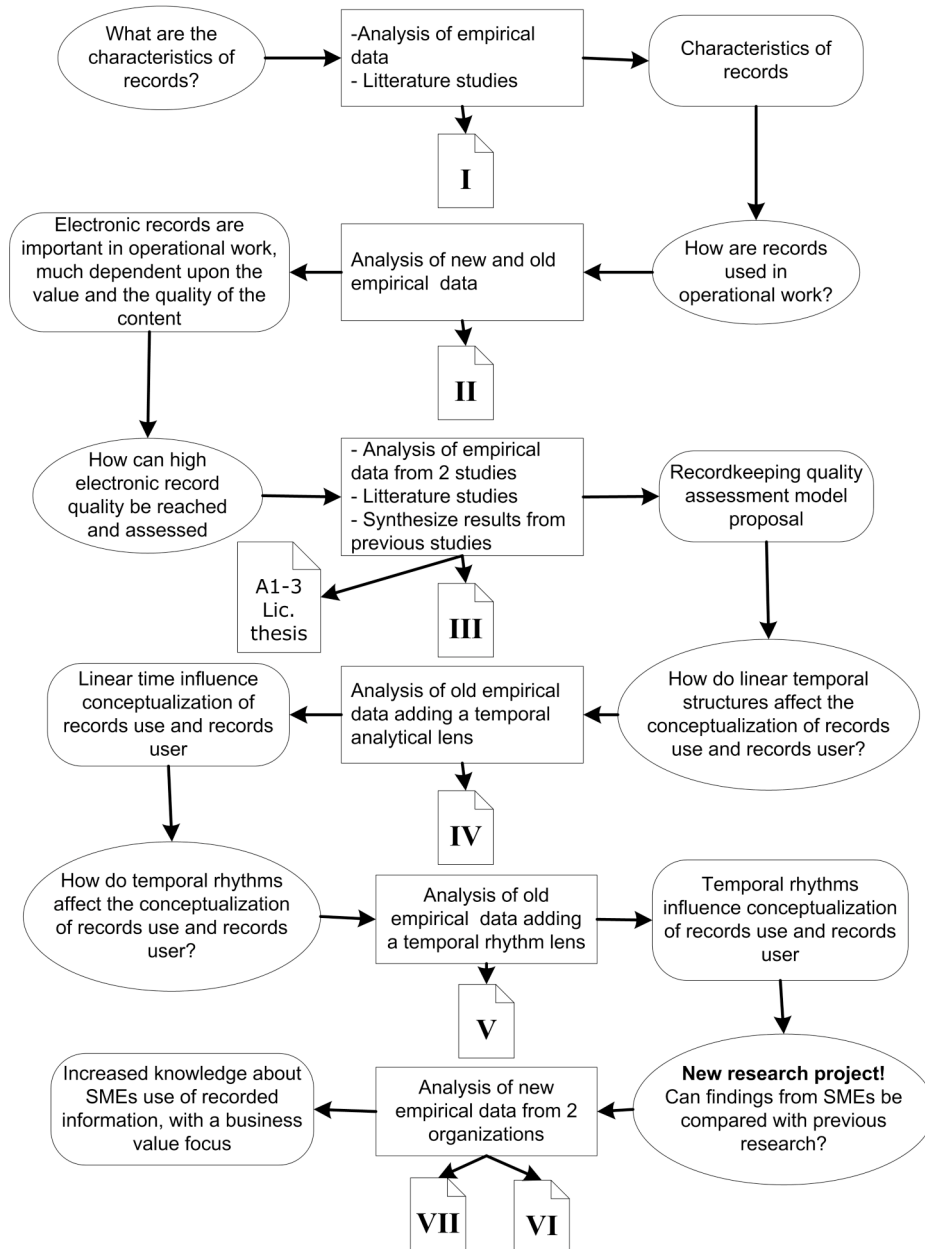 What are the
characteristics of
records?
-Analysis of empirical
data
- Litterature studies
Characteristics of
records
I
How are records
used in
operational work?
Analysis of new and old
empirical  data
Electronic records are
important in operational work,
much dependent upon the
value and the quality of the
content
II
How can high
electronic record
quality be reached
and assessed
- Analysis of empirical
data from 2 studies
- Litterature studies
- Synthesize results from
previous studies
Recordkeeping quality
assessment model
proposal
A1-3
Lic.
thesis
III
How do linear temporal
structures affect the
conceptualization of records
use and records user?
Analysis of old empirical
data adding a temporal
analytical lens
Linear time influence
conceptualization of
records use and records
user
IV
How do temporal rhythms
affect the conceptualization
of records use and records
user?
Analysis of old
empirical  data adding
a temporal rhythm lens
Temporal rhythms
influence conceptualization
of records use and records
user
V
New research project!
Can findings from SMEs be
compared with previous
research?
Analysis of new
empirical data from 2
organizations
Increased knowledge about
SMEs use of recorded
information, with a business
value focus
VII
VI